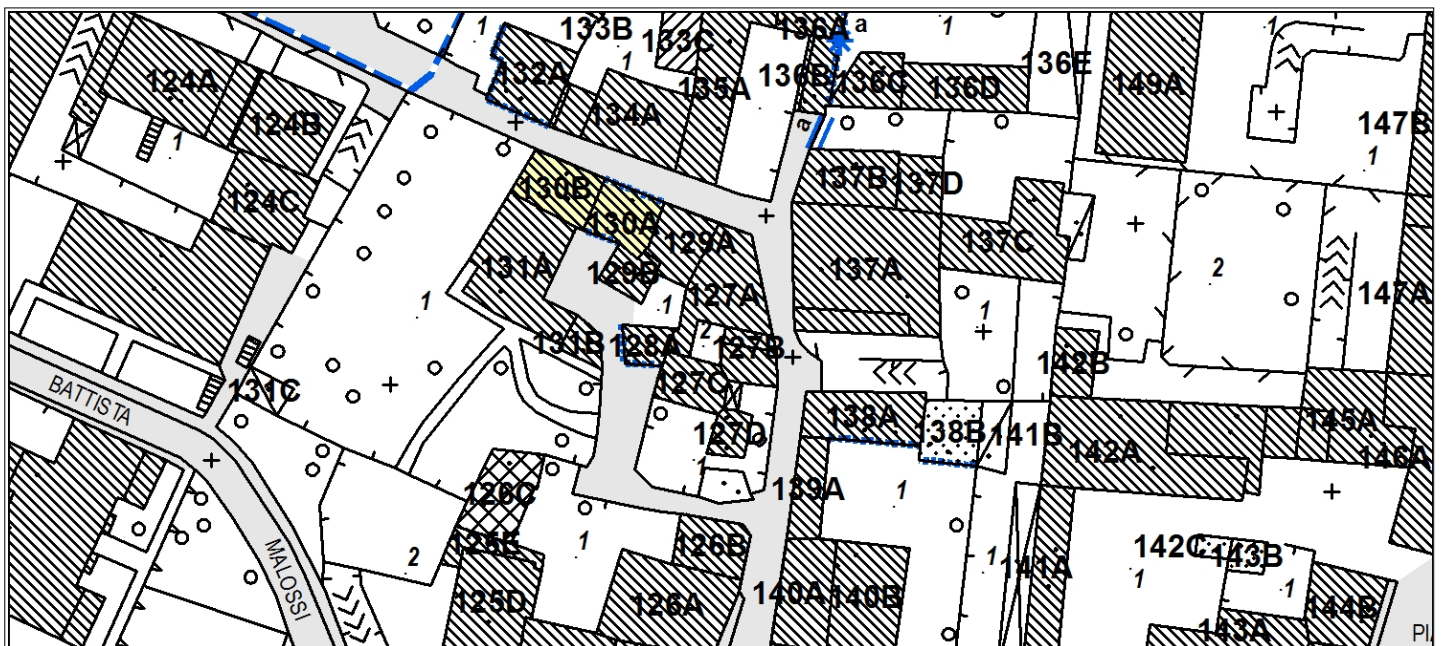 133B
136A
a
1
1
1
133C
1
124A
132A
135A
136B
136C
136D
136E
149A
134A
124B
1
a
147B
1
130B
137B
137D
124C
130A
129A
137C
131A
129B
137A
2
1
1
127A
1
147A
131B
128A
2
127B
142B
131C
127C
BATTISTA
138A
138B
141B
145A
127D
142A
146A
1
126C
139A
1
125E
1
126B
2
1
142C
143B
MALOSSI
141A
1
1
125D
126A
140A
140B
144B
143A
PI